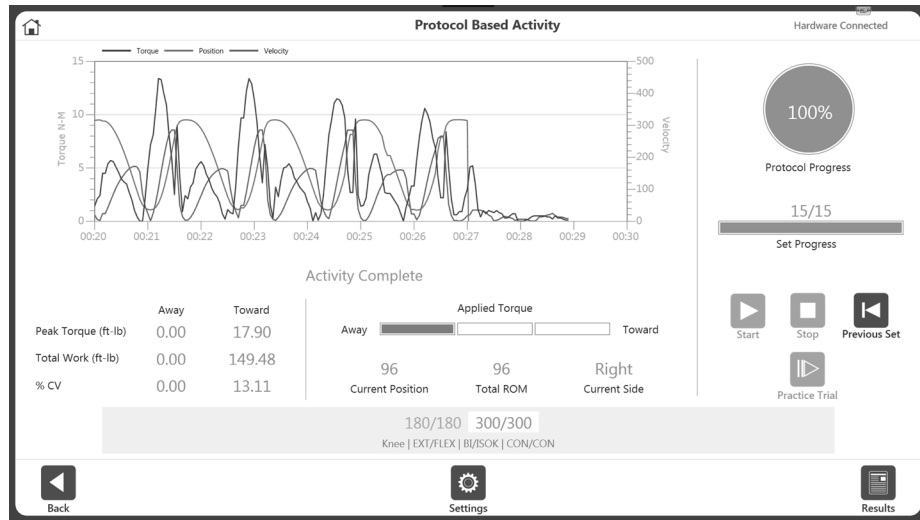 Protocol Based Activity
Hardware Connected
Torque Position Velocity
15
10
5
0
Torque N-M
500
400
300
200
100
0
Velocity
00:20 00:21 00:22 00:23 00:24 00:25 00:26 00:27 00:28 00:29 00:30
100%
Protocol Progress
15/15
Set Progress
Activity Complete
Away Toward
Peak Torque (ft-lb) 0.00 17.90
Total Work (ft-lb) 0.00 149.48
% CV 0.00 13.11
Applied Torque
Away Toward
96 96 Right
Current Position Total ROM Current Side
Start Stop Previous Set
Practice Trial
180/180 300/300
Knee | EXT/FLEX | BI/ISOK | CON/CON
Back Settings Results